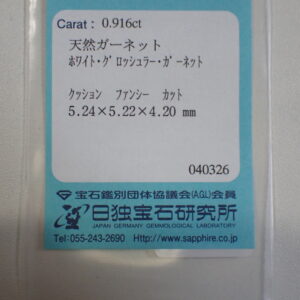 Carat : 0.916ct
天然ガーネット
ﾎﾜｲﾄ･ｸﾞﾛｯｼｭﾗｰ･ｶﾞｰﾈｯﾄ
ｸｯｼｮﾝ ﾌｧﾝｼｰ ｶｯﾄ
5.24×5.22×4.20 mm
040326
宝石鑑別団体協議会(AGL)会員
日独宝石研究所
JAPAN GERMANY GEMMOLOGICAL LABORATORY
Tel:055-243-2690 Http://www.sapphire.co.jp